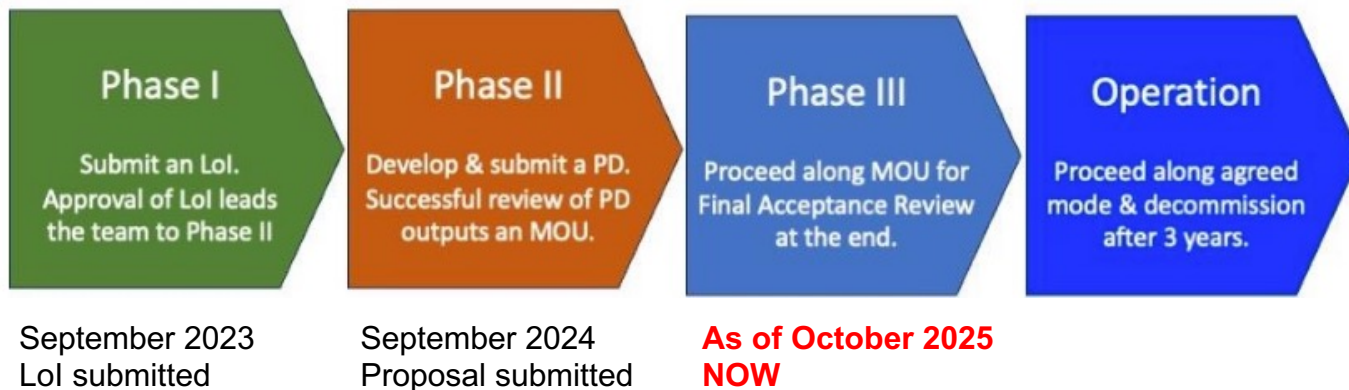 Phase I
Submit an LoI.
Approval of LoI leads
the team to Phase II
Phase II
Develop & submit a PD.
Successful review of PD
outputs an MOU.
Phase III
Proceed along MOU for
Final Acceptance Review
at the end.
Operation
Proceed along agreed
mode & decommission
after 3 years.
September 2023
LoI submitted
September 2024
Proposal submitted
As of October 2025
NOW